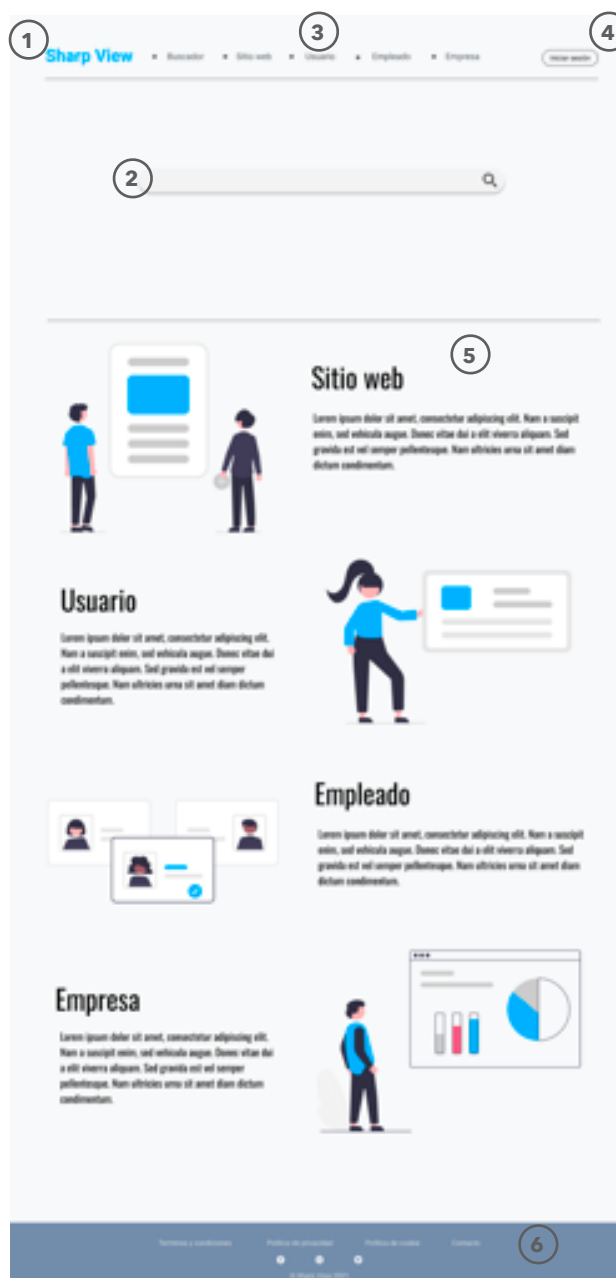 1
3
4
Sharp View
Buscador
Sitio web
Usuario
Empleado
Empresa
Iniciar sesión
2
5
Sitio web
Lorem ipsum dolor sit amet, consectetur adipiscing elit. Nam a suscipit
enim, sed vehicula augue. Donec vitae dui a elit viverra aliquam. Sed
gravida est vel semper pellentesque. Nam ultricies urna sit amet diam
dictum condimentum.
Usuario
Lorem ipsum dolor sit amet, consectetur adipiscing elit.
Nam a suscipit enim, sed vehicula augue. Donec vitae dui
a elit viverra aliquam. Sed gravida est vel semper
pellentesque. Nam ultricies urna sit amet diam dictum
condimentum.
Empleado
Lorem ipsum dolor sit amet, consectetur adipiscing elit. Nam a suscipit
enim, sed vehicula augue. Donec vitae dui a elit viverra aliquam. Sed
gravida est vel semper pellentesque. Nam ultricies urna sit amet diam
dictum condimentum.
Empresa
Lorem ipsum dolor sit amet, consectetur adipiscing elit.
Nam a suscipit enim, sed vehicula augue. Donec vitae dui
a elit viverra aliquam. Sed gravida est vel semper
pellentesque. Nam ultricies urna sit amet diam dictum
condimentum.
Terminos y condiciones
Politica de privacidad
Politica de cookie
Contacto
6
© Sharp View 2021